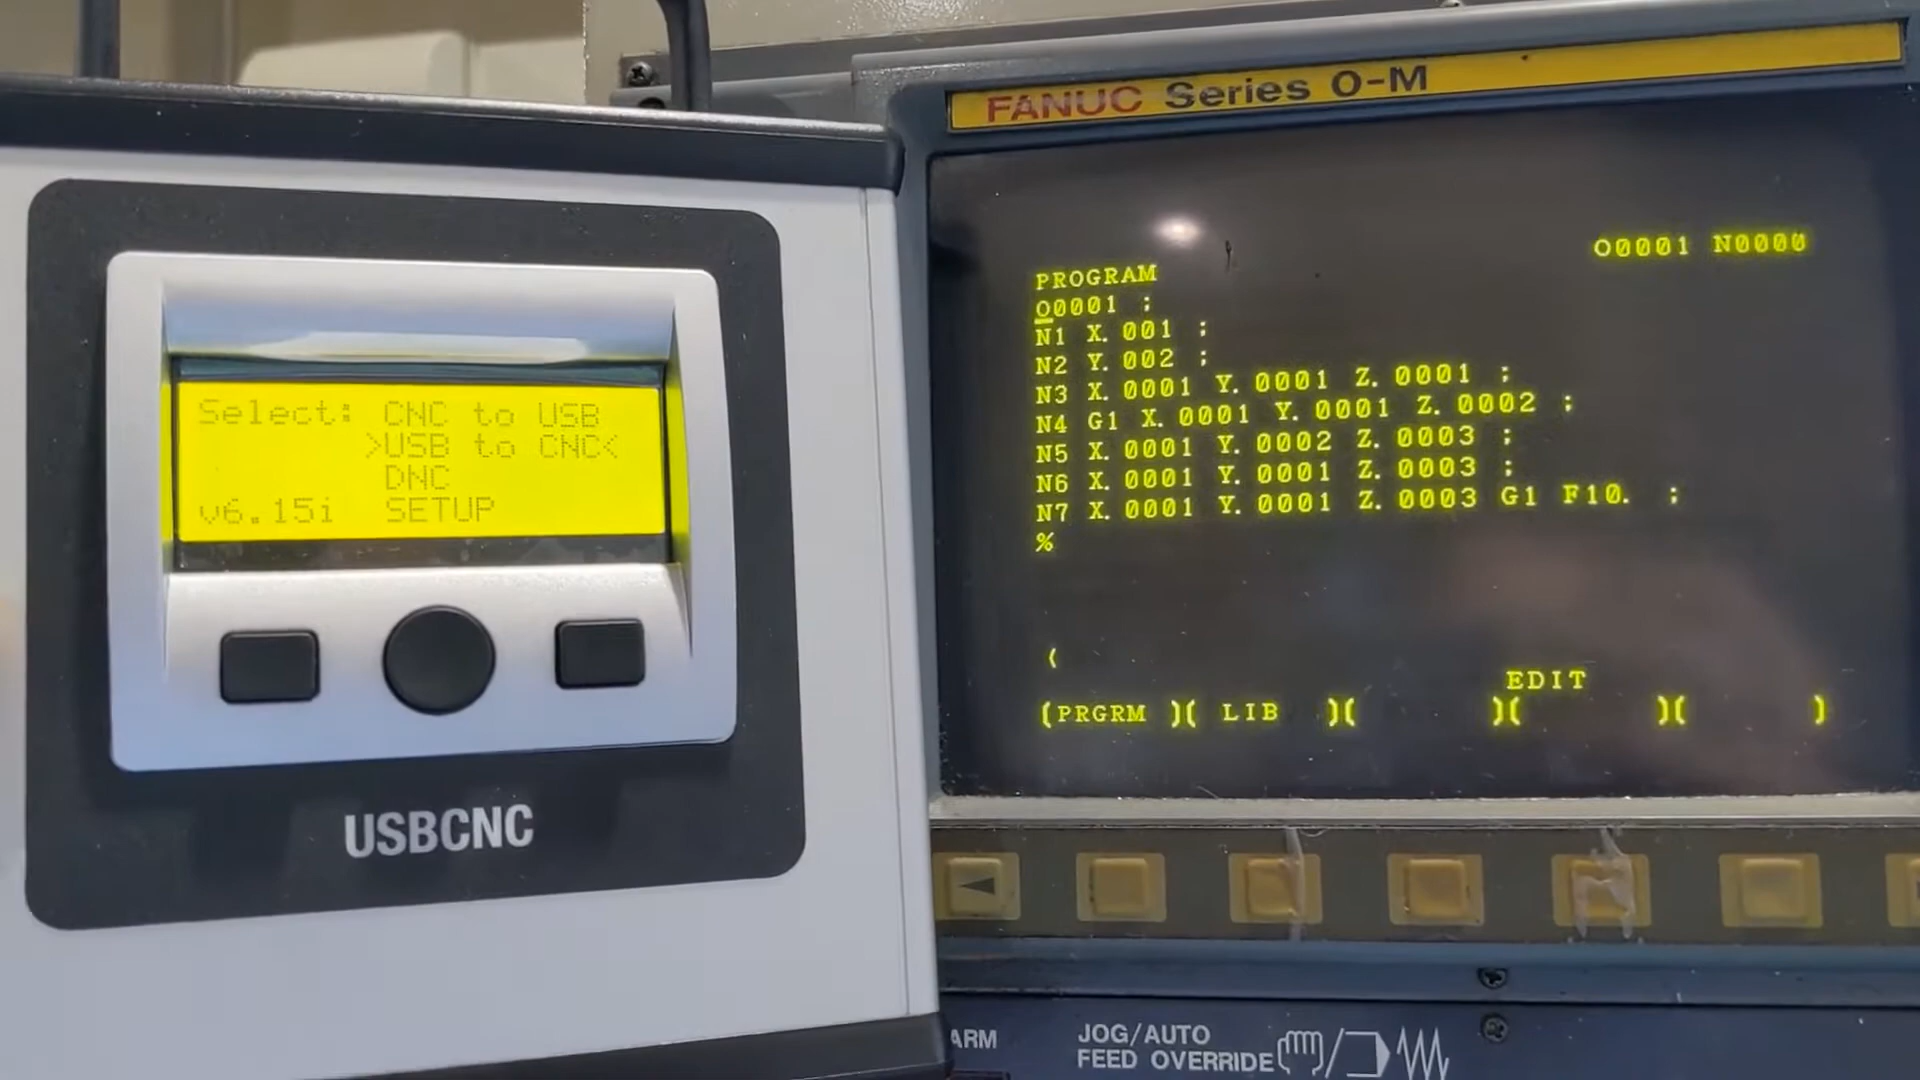 Select: CNC to USB
>USB to CNC<
DNC
v6.15i SETUP
USBCNC
FANUC Series O-M
O0001 N0000
PROGRAM
O0001 ;
N1 X.001 ;
N2 Y.002 ;
N3 X.0001 Y.0001 Z.0001 ;
N4 G1 X.0001 Y.0001 Z.0002 ;
N5 X.0001 Y.0002 Z.0003 ;
N6 X.0001 Y.0001 Z.0003 ;
N7 X.0001 Y.0001 Z.0003 G1 F10. ;
%
(
EDIT
(PRGRM )( LIB )( )( )( )
ARM
JOG/AUTO
FEED OVERRIDE